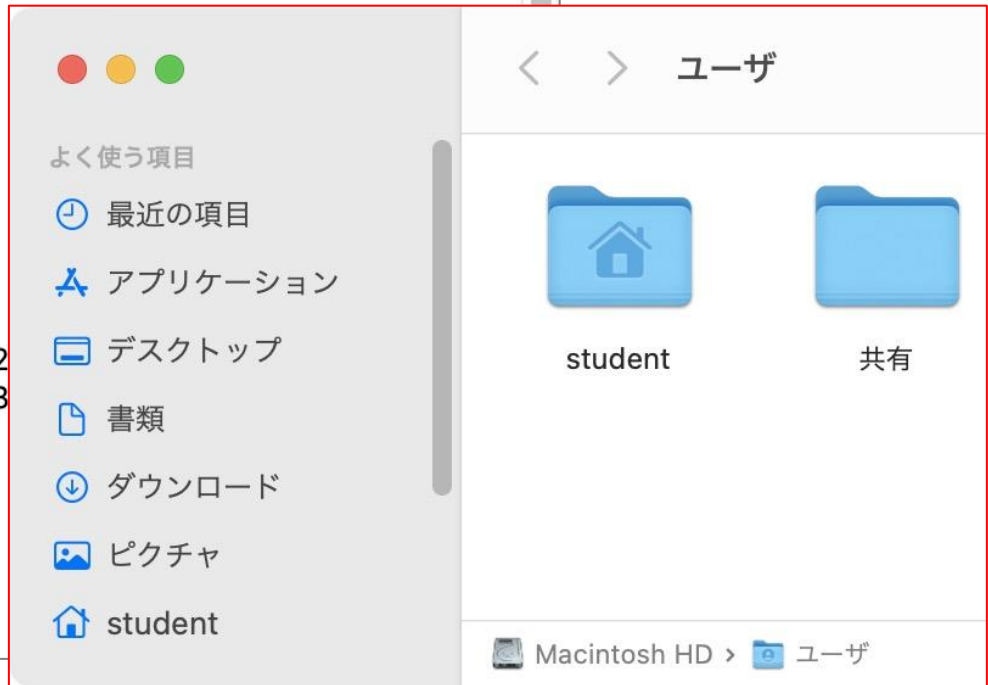 ユーザ
よく使う項目
最近の項目
アプリケーション
デスクトップ
書類
ダウンロード
ピクチャ
student
student
共有
Macintosh HD › ユーザ
2
3